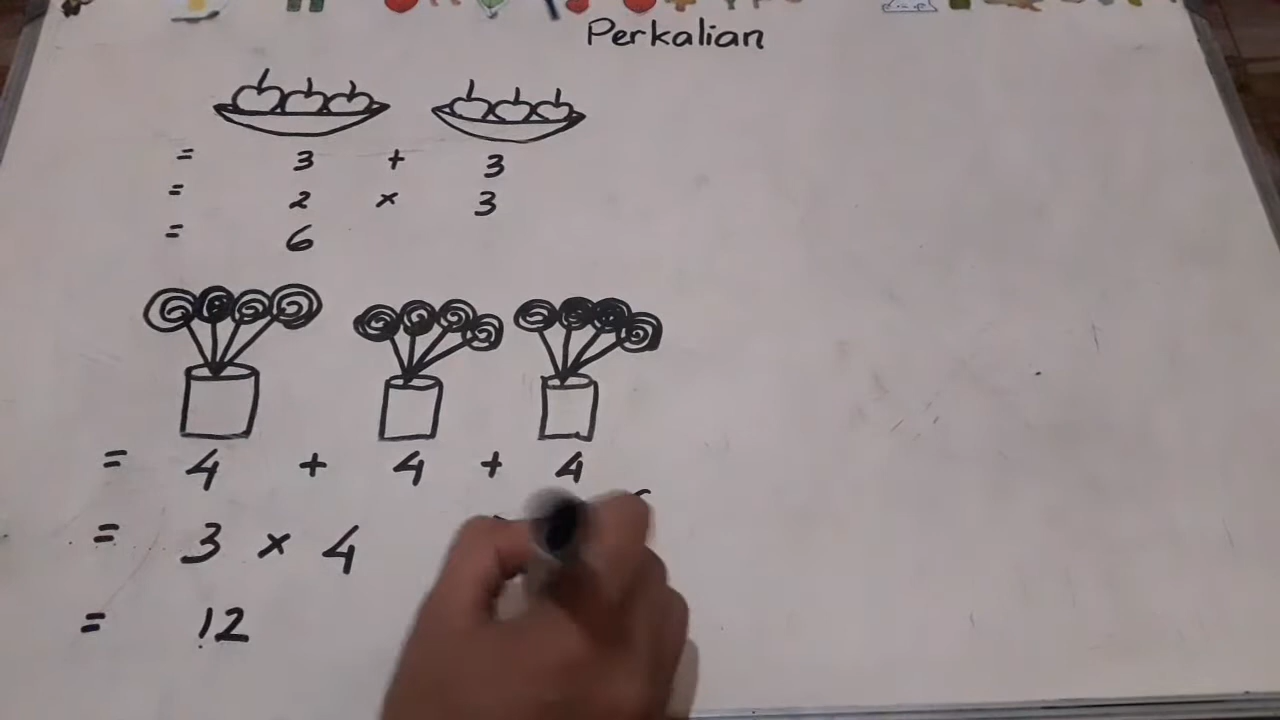 Perkalian
= 3 + 3
= 2 × 3
= 6
= 4 + 4 + 4
= 3 × 4
= 12